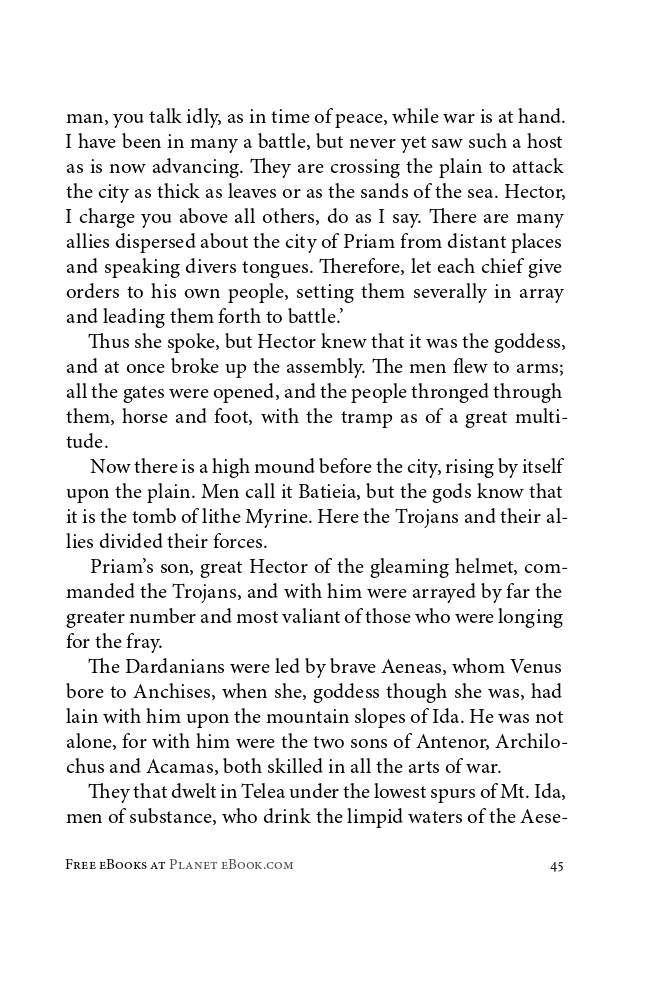 man, you talk idly, as in time of peace, while war is at hand.
I have been in many a battle, but never yet saw such a host
as is now advancing. They are crossing the plain to attack
the city as thick as leaves or as the sands of the sea. Hector,
I charge you above all others, do as I say. There are many
allies dispersed about the city of Priam from distant places
and speaking divers tongues. Therefore, let each chief give
orders to his own people, setting them severally in array
and leading them forth to battle.’
Thus she spoke, but Hector knew that it was the goddess,
and at once broke up the assembly. The men flew to arms;
all the gates were opened, and the people thronged through
them, horse and foot, with the tramp as of a great multi-
tude.
Now there is a high mound before the city, rising by itself
upon the plain. Men call it Batieia, but the gods know that
it is the tomb of lithe Myrine. Here the Trojans and their al-
lies divided their forces.
Priam’s son, great Hector of the gleaming helmet, com-
manded the Trojans, and with him were arrayed by far the
greater number and most valiant of those who were longing
for the fray.
The Dardanians were led by brave Aeneas, whom Venus
bore to Anchises, when she, goddess though she was, had
lain with him upon the mountain slopes of Ida. He was not
alone, for with him were the two sons of Antenor, Archilo-
chus and Acamas, both skilled in all the arts of war.
They that dwelt in Telea under the lowest spurs of Mt. Ida,
men of substance, who drink the limpid waters of the Aese-
Free eBooks at Planet eBook.com 45